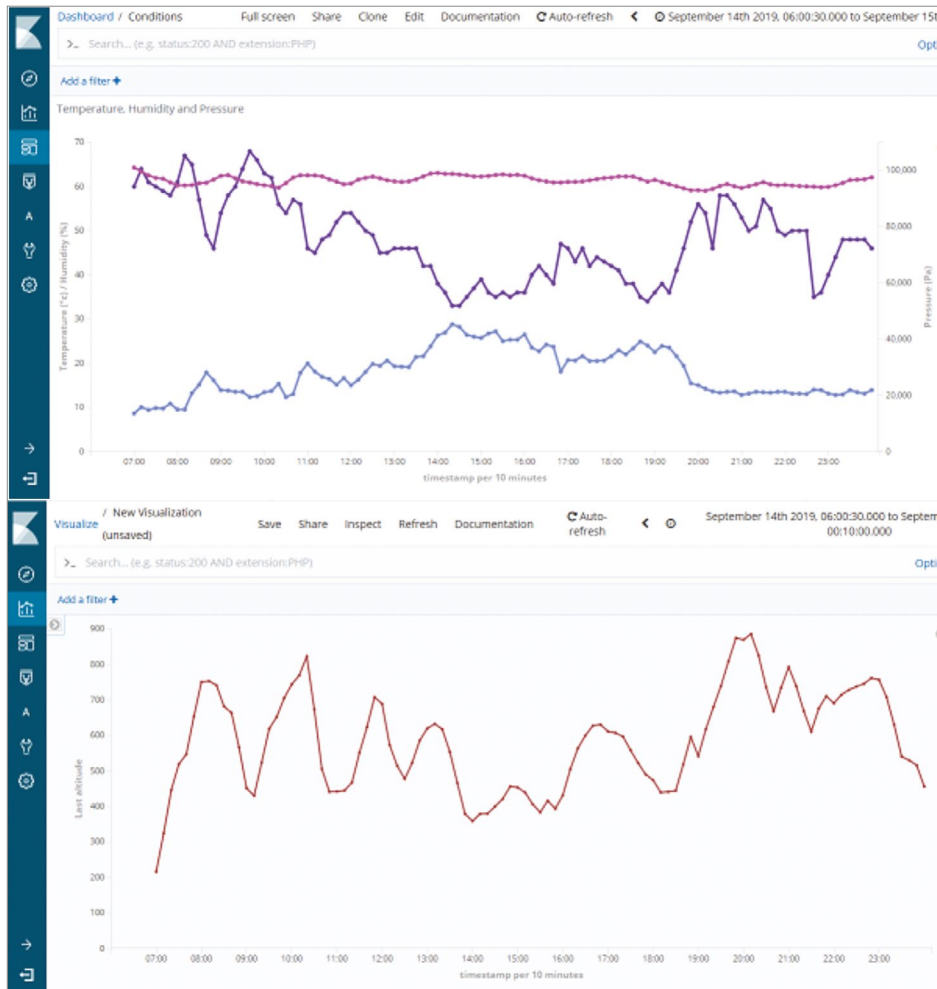 Dashboard / Conditions Full screen Share Clone Edit Documentation Auto-refresh September 14th 2019, 06:00:30.000 to September 15t
>_ Search... (e.g. status:200 AND extension:PHP) Opti
Add a filter +
Temperature, Humidity and Pressure
70
60
50
40
30
20
10
0
Temperature (°c) / Humidity (%)
100,000
80,000
60,000
40,000
20,000
0
Pressure (Pa)
07:00 08:00 09:00 10:00 11:00 12:00 13:00 14:00 15:00 16:00 17:00 18:00 19:00 20:00 21:00 22:00 23:00
timestamp per 10 minutes
A
Visualize / New Visualization (unsaved) Save Share Inspect Refresh Documentation Auto-refresh September 14th 2019, 06:00:30.000 to Septem
00:10:00.000
>_ Search... (e.g. status:200 AND extension:PHP) Opti
Add a filter +
900
800
700
600
500
400
300
200
100
0
Last altitude
07:00 08:00 09:00 10:00 11:00 12:00 13:00 14:00 15:00 16:00 17:00 18:00 19:00 20:00 21:00 22:00 23:00
timestamp per 10 minutes
A